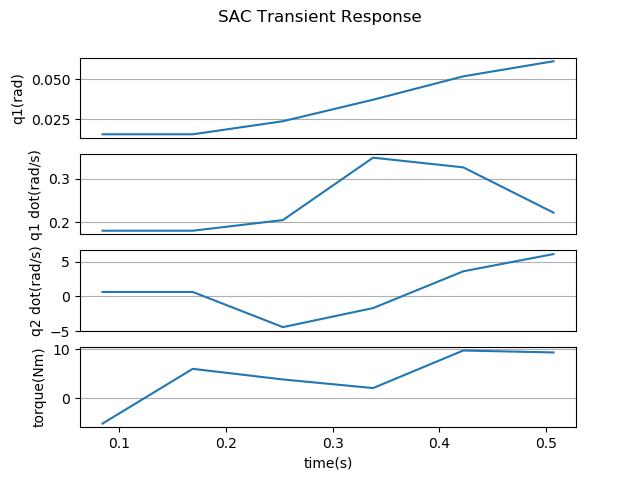 SAC Transient Response
q1(rad)
0.050
0.025
q1 dot(rad/s)
0.3
0.2
q2 dot(rad/s)
5
0
−5
torque(Nm)
10
0
0.1 0.2 0.3 0.4 0.5
time(s)